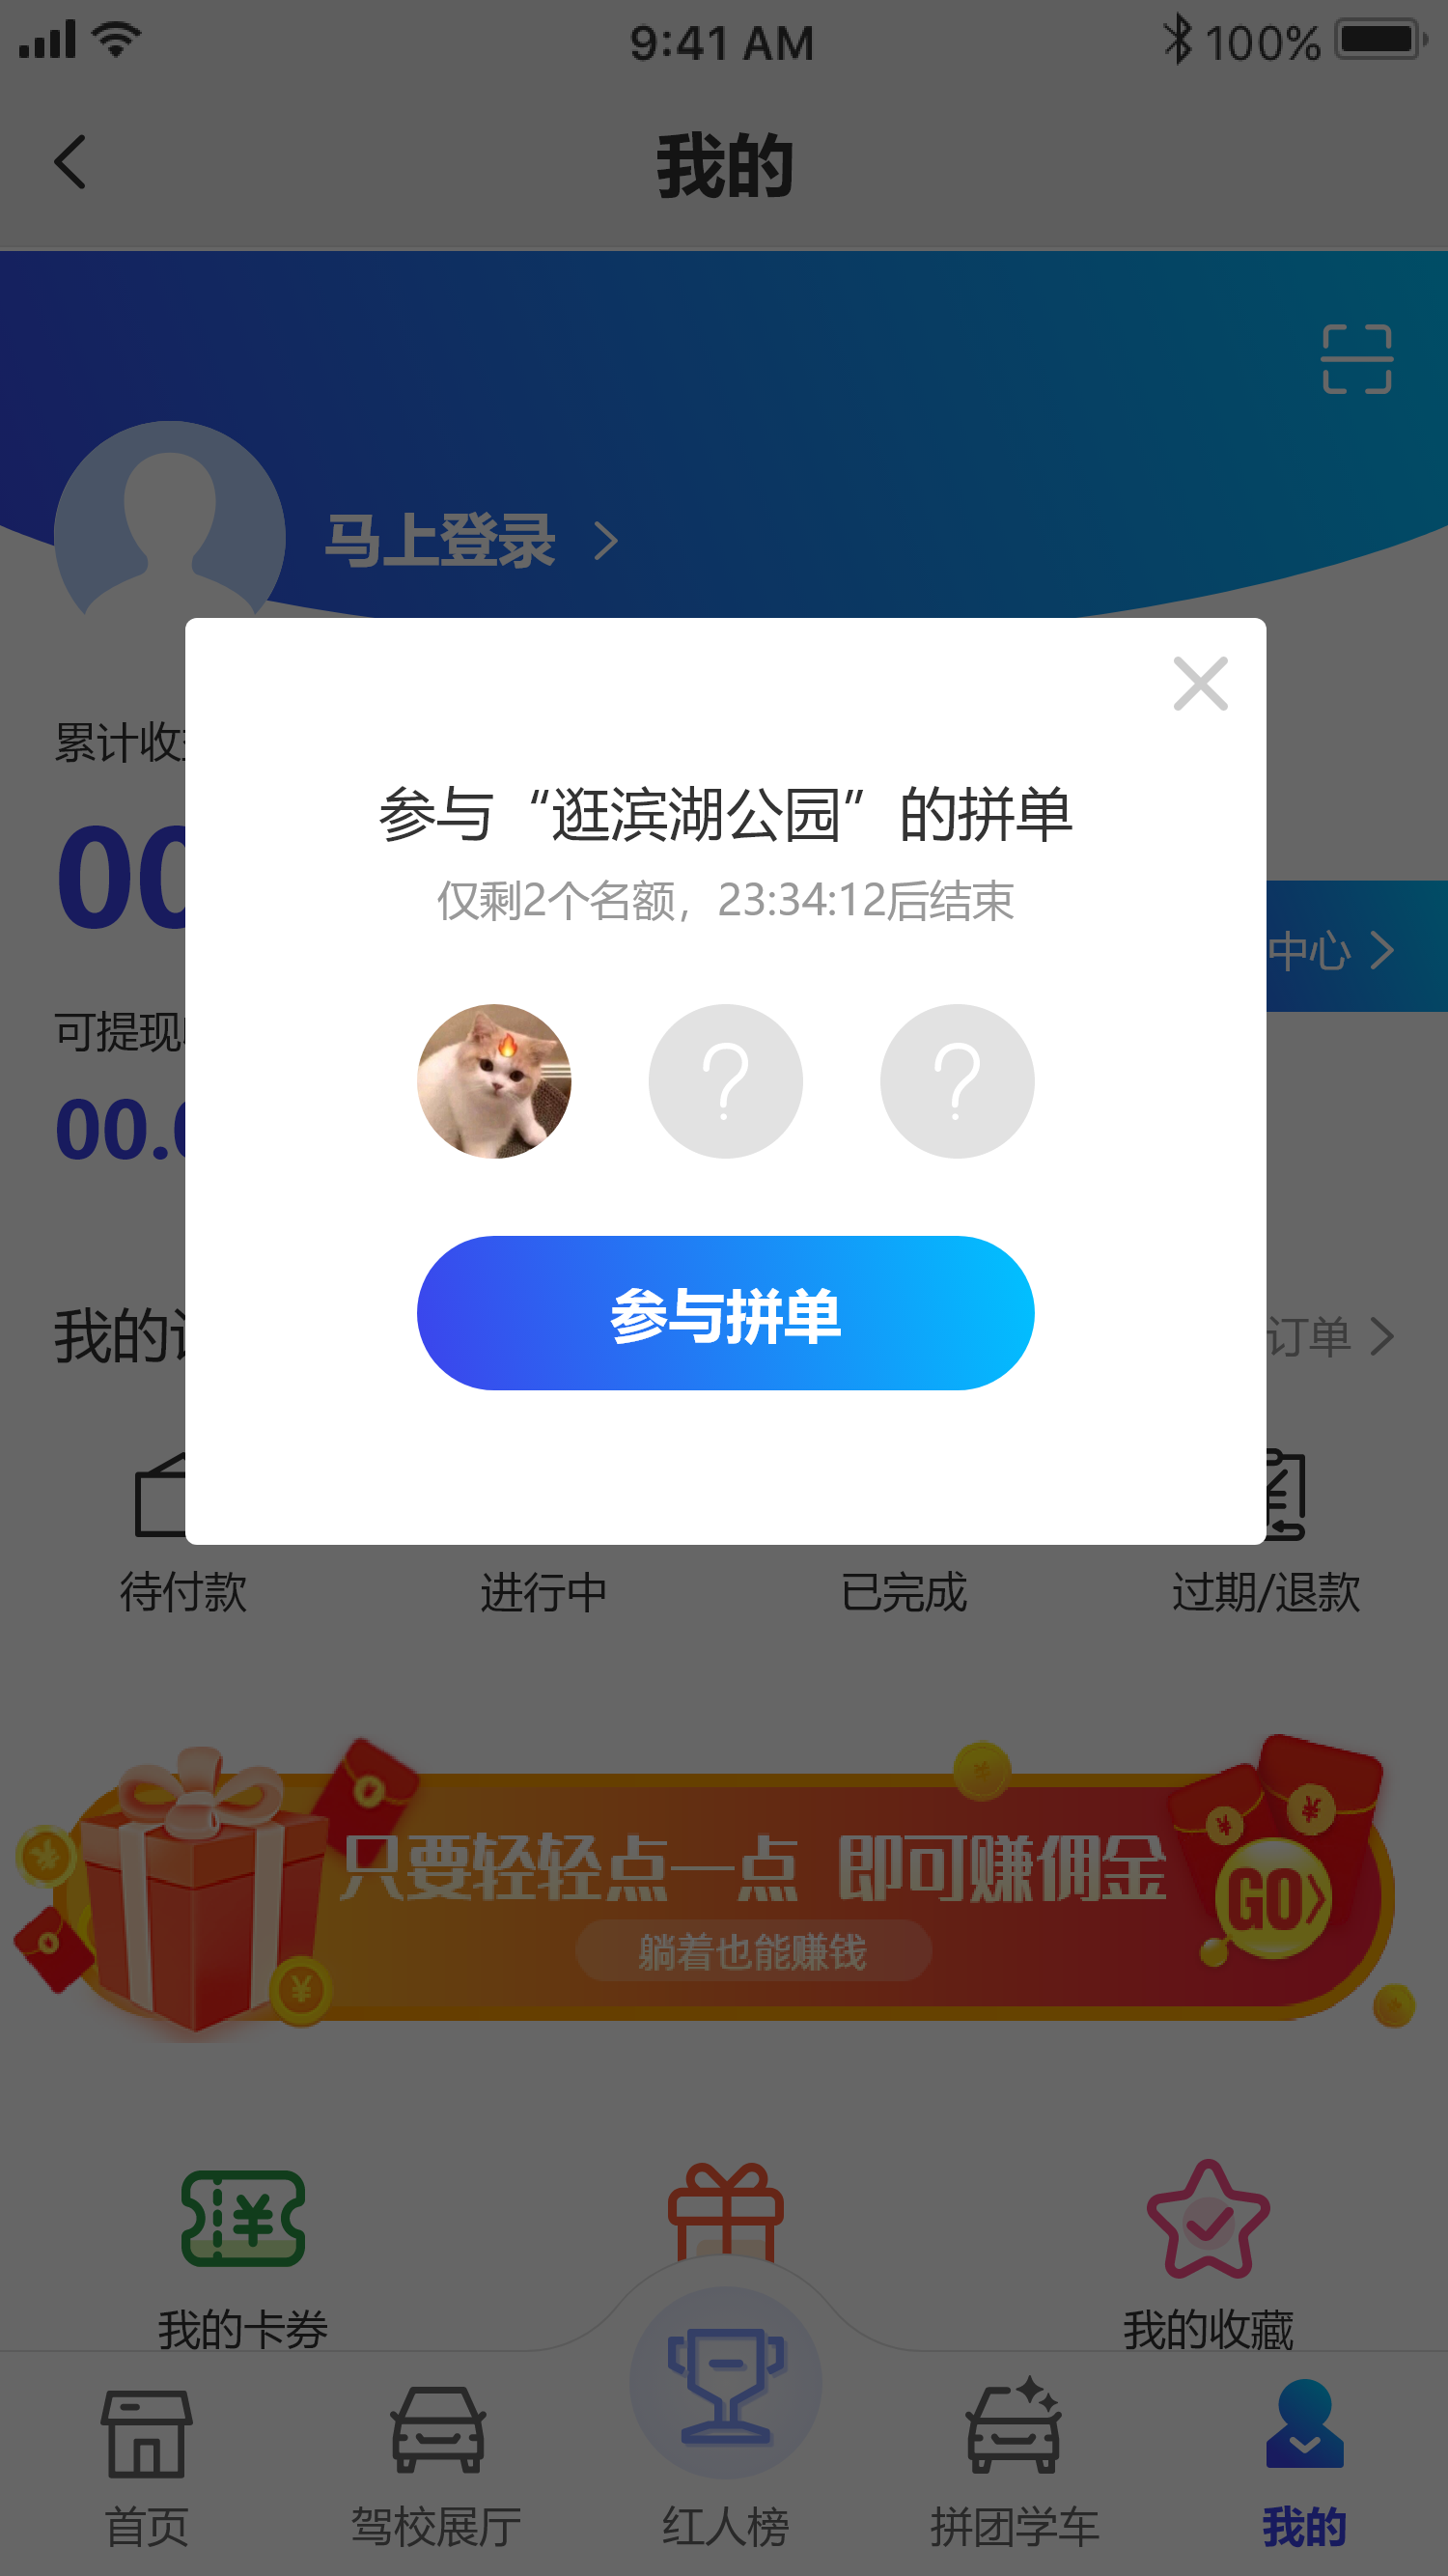 9:41 AM
100%
我的
马上登录
累计收
00
中心
可提现
00.
参与“逛滨湖公园”的拼单
仅剩2个名额，23:34:12后结束
? ?
参与拼单
我的
订单
待付款 进行中 已完成 过期/退款
只要轻轻点一点 即可赚佣金
躺着也能赚钱
GO
我的卡券 我的收藏
首页 驾校展厅 红人榜 拼团学车 我的